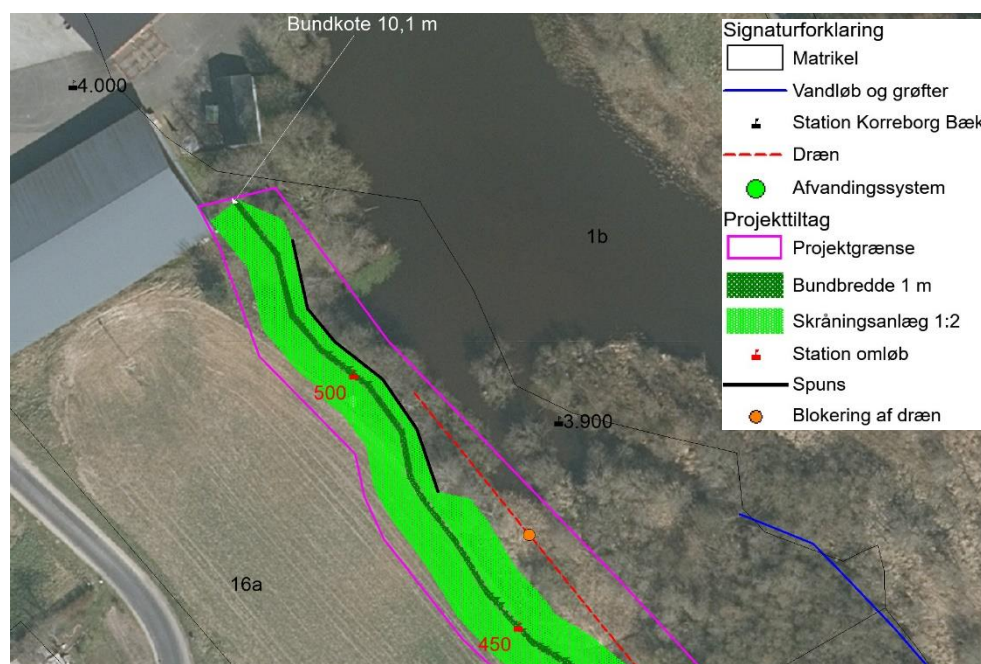 Bundkote 10,1 m
4.000
1b
3.900
500
16a
450
Signaturforklaring
Matrikel
Vandløb og grøfter
Station Korreborg Bæk
Dræn
Afvandingssystem
Projekttiltag
Projektgrænse
Bundbredde 1 m
Skråningsanlæg 1:2
Station omløb
Spuns
Blokering af dræn